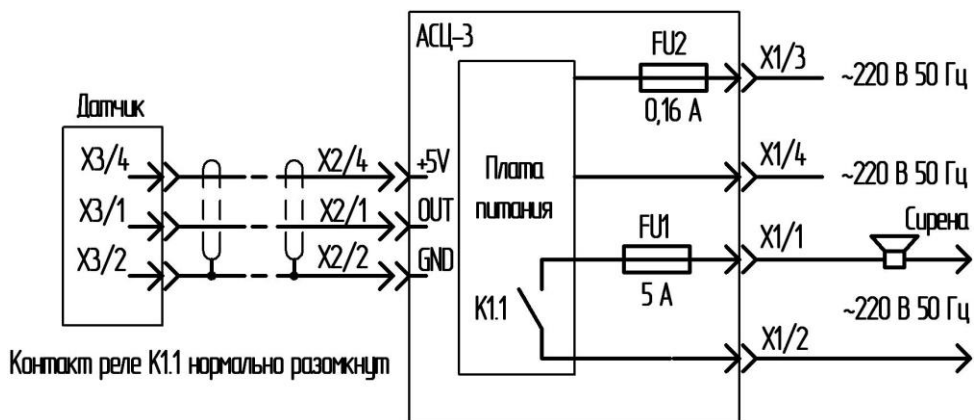 АСЦ-3
FU2
X1/3
~220 В 50 Гц
0,16 А
Датчик
X3/4
X2/4
+5V
Плата
питания
X1/4
~220 В 50 Гц
X3/1
X2/1
OUT
FU1
X1/1
Сирена
X3/2
X2/2
GND
5 А
К1.1
~220 В 50 Гц
X1/2
Контакт реле К1.1 нормально разомкнут